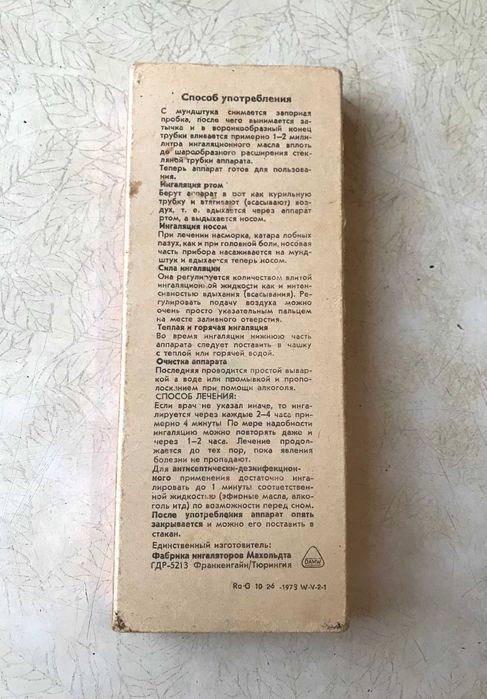 Способ употребления
С мундштука снимается запорная
пробка, после чего вынимается за-
тычка и в воронкообразный конец
трубки вливается примерно 1–2 мили-
литра ингаляционного масла вплоть
до шарообразного расширения стек-
ляной трубки аппарата.
Теперь аппарат готов для пользова-
ния.
Ингаляция ртом
Берут аппарат в рот как курильную
трубку и втягивают (всасывают) воз-
дух, т. е. вдыхается через аппарат
ртом, а выдыхается носом.
Ингаляция носом
При лечении насморка, катара лобных
пазух, как и при головной боли, носовая
часть прибора насаживается на мунд-
штук и вдыхается теперь носом.
Сила ингаляции
Она регулируется количеством влитой
ингаляционной жидкости как и интен-
сивностью вдыхания (всасывания). Ре-
гулировать подачу воздуха можно
очень просто указательным пальцем
на месте заливного отверстия.
Теплая и горячая ингаляция
Во время ингаляции нижнюю часть
аппарата следует поставить в чашку
с теплой или горячей водой.
Очистка аппарата
Последняя проводится простой вывар-
кой а воде или промывкой и пропо-
лоскением при помощи алкоголя.
СПОСОБ ЛЕЧЕНИЯ:
Если врач не указал иначе, то инга-
лируется через каждые 2–4 часа при-
мерно 4 минуты По мере надобности
ингаляцию можно повторять даже и
через 1–2 часа. Лечение продол-
жается до тех пор, пока явления
болезни не пропадают.
Для антисептически-дезинфекцион-
ного применения достаточно инга-
лировать до 1 минуты соответствен-
ной жидкостью (эфирные масла, алко-
голь итд) по возможности перед сном.
После употребления аппарат опять
закрывается и можно его поставить в
стакан.
Единственный изготовитель:
Фабрика ингаляторов Махольдта
ГДР-5213 Франкенгайн/Тюрингия
DAMW
Ra G 10 26 -1973 W-V-2-1